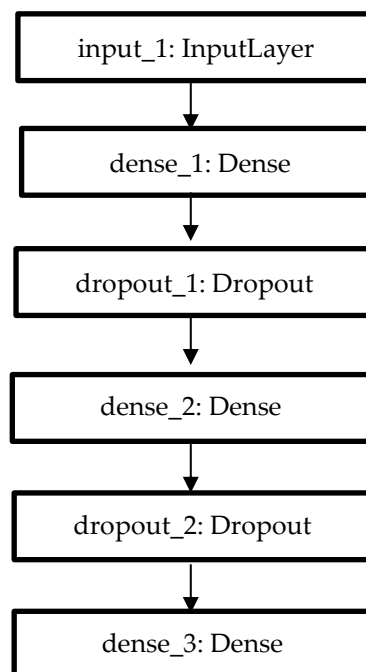 input_1: InputLayer
dense_1: Dense
dropout_1: Dropout
dense_2: Dense
dropout_2: Dropout
dense_3: Dense